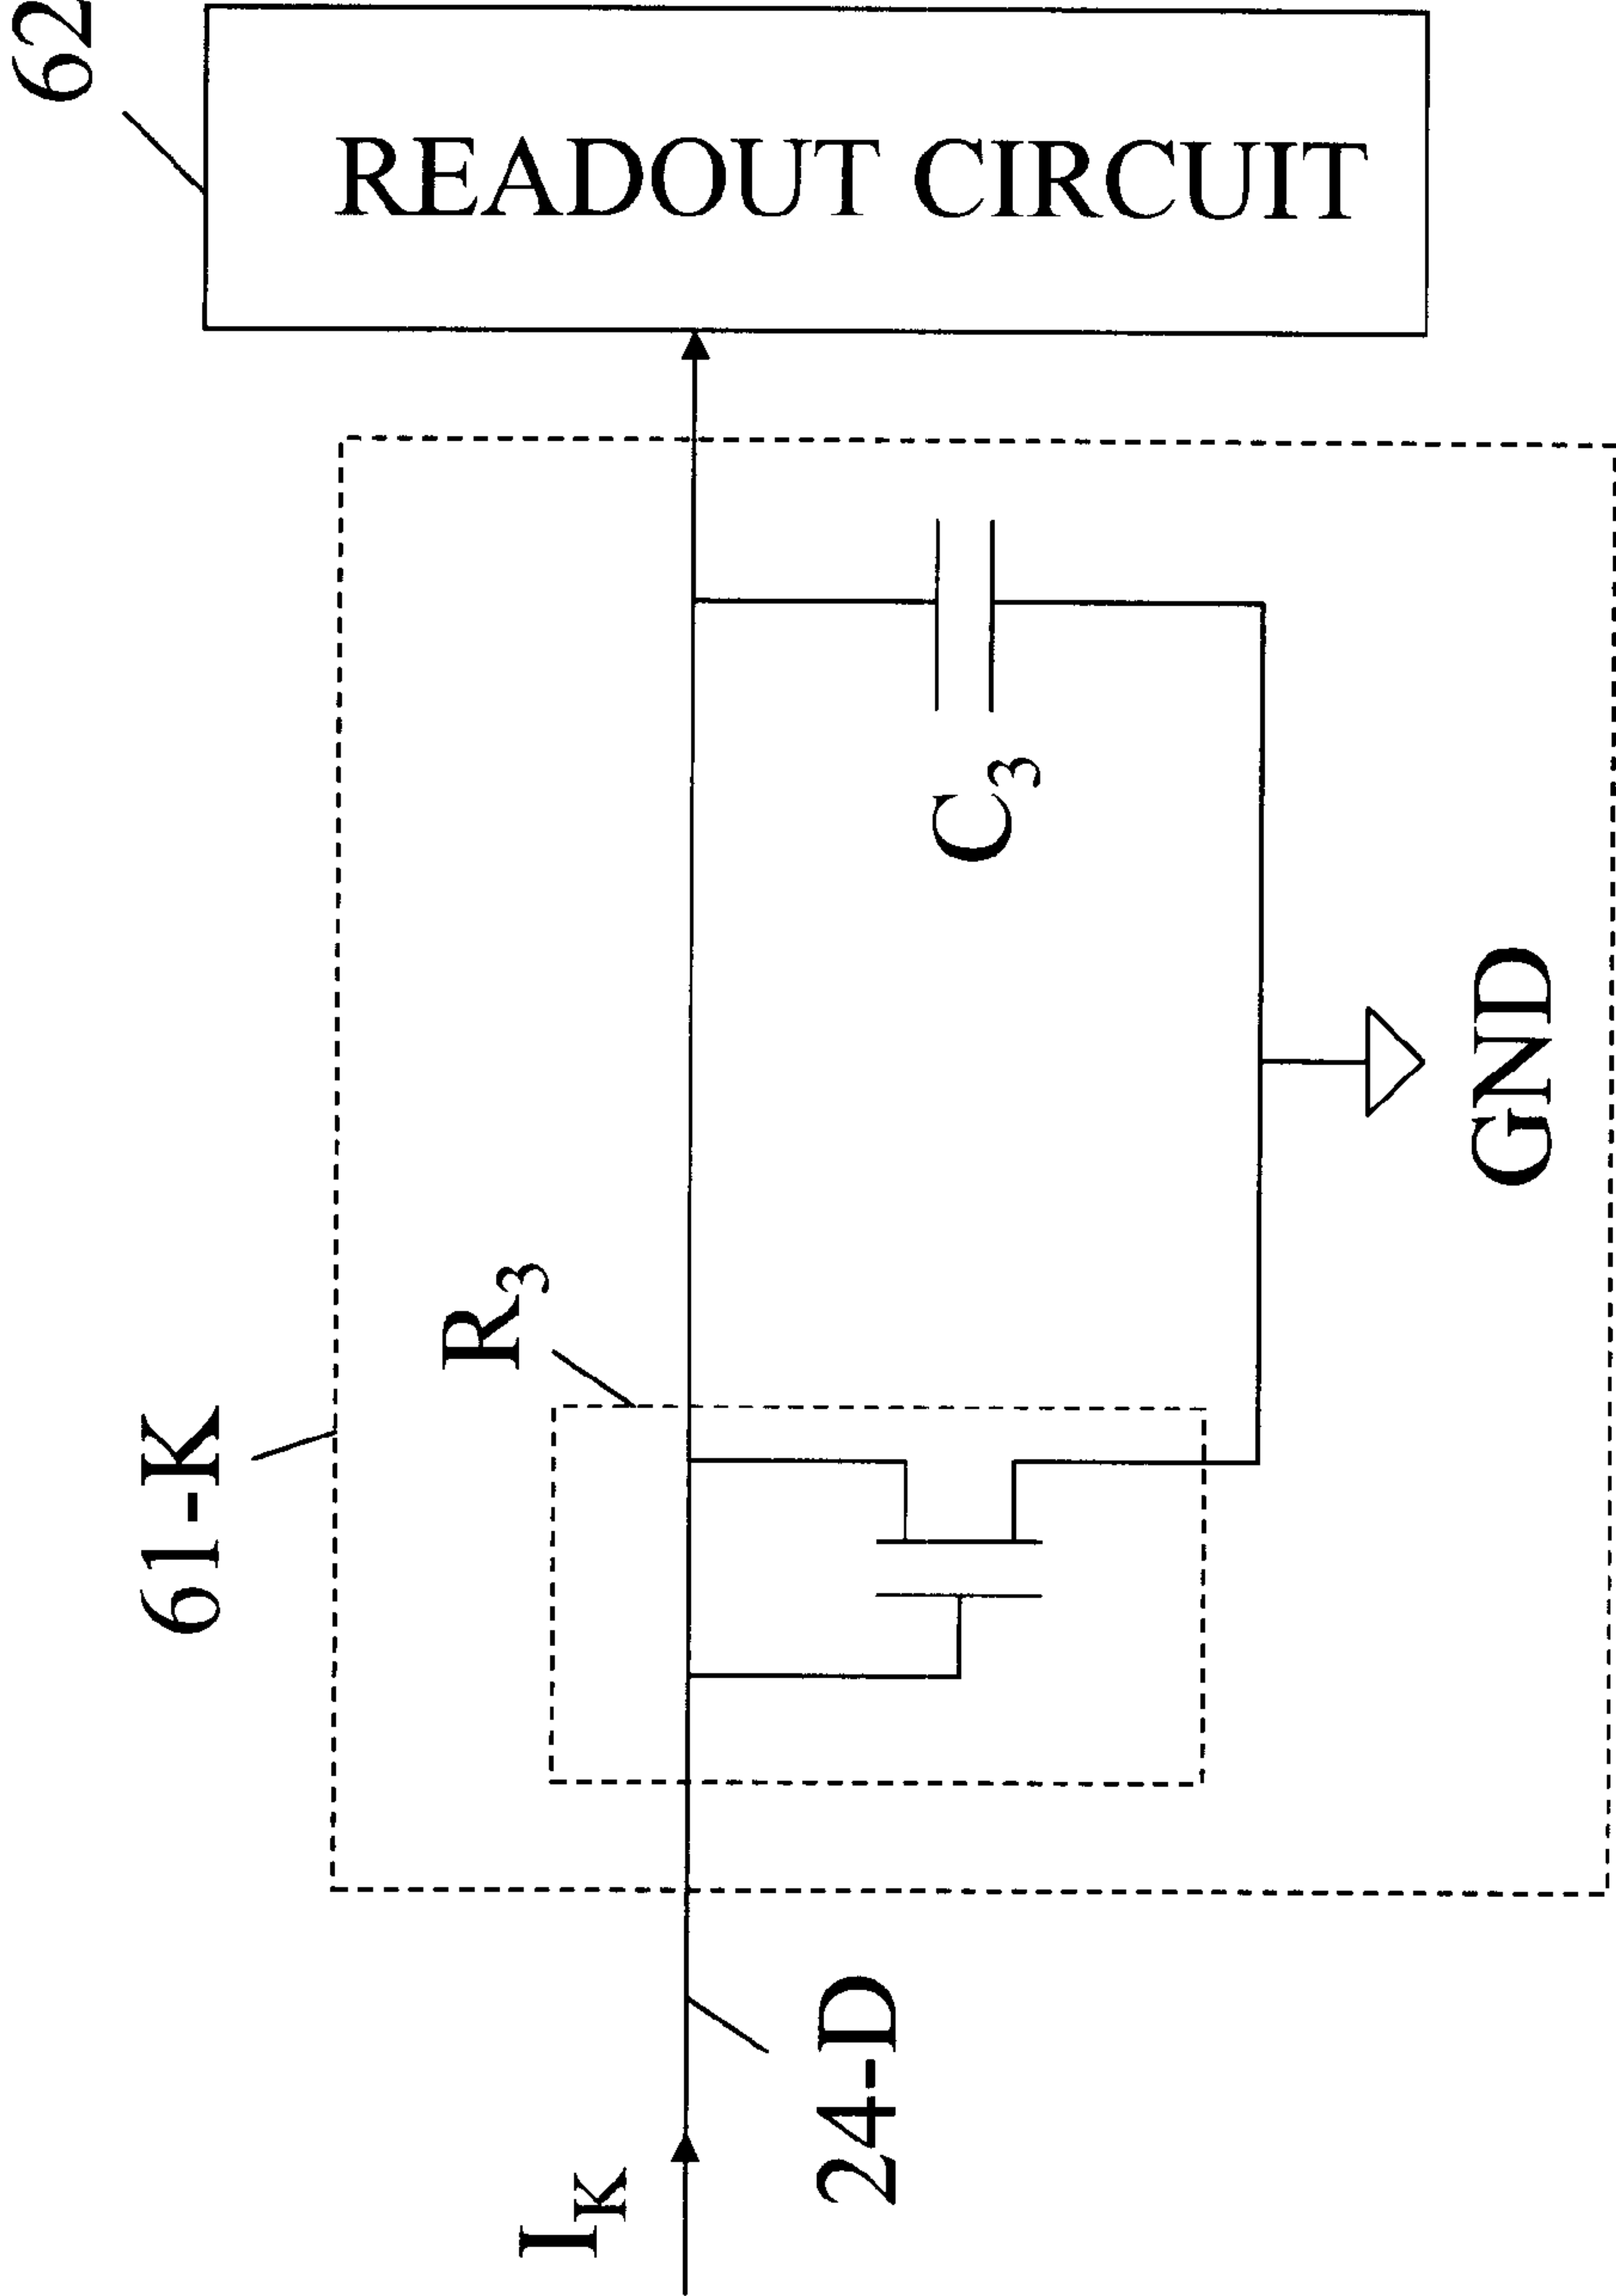 62
READOUT CIRCUIT
61-K
R3
C3
GND
IK
24-D